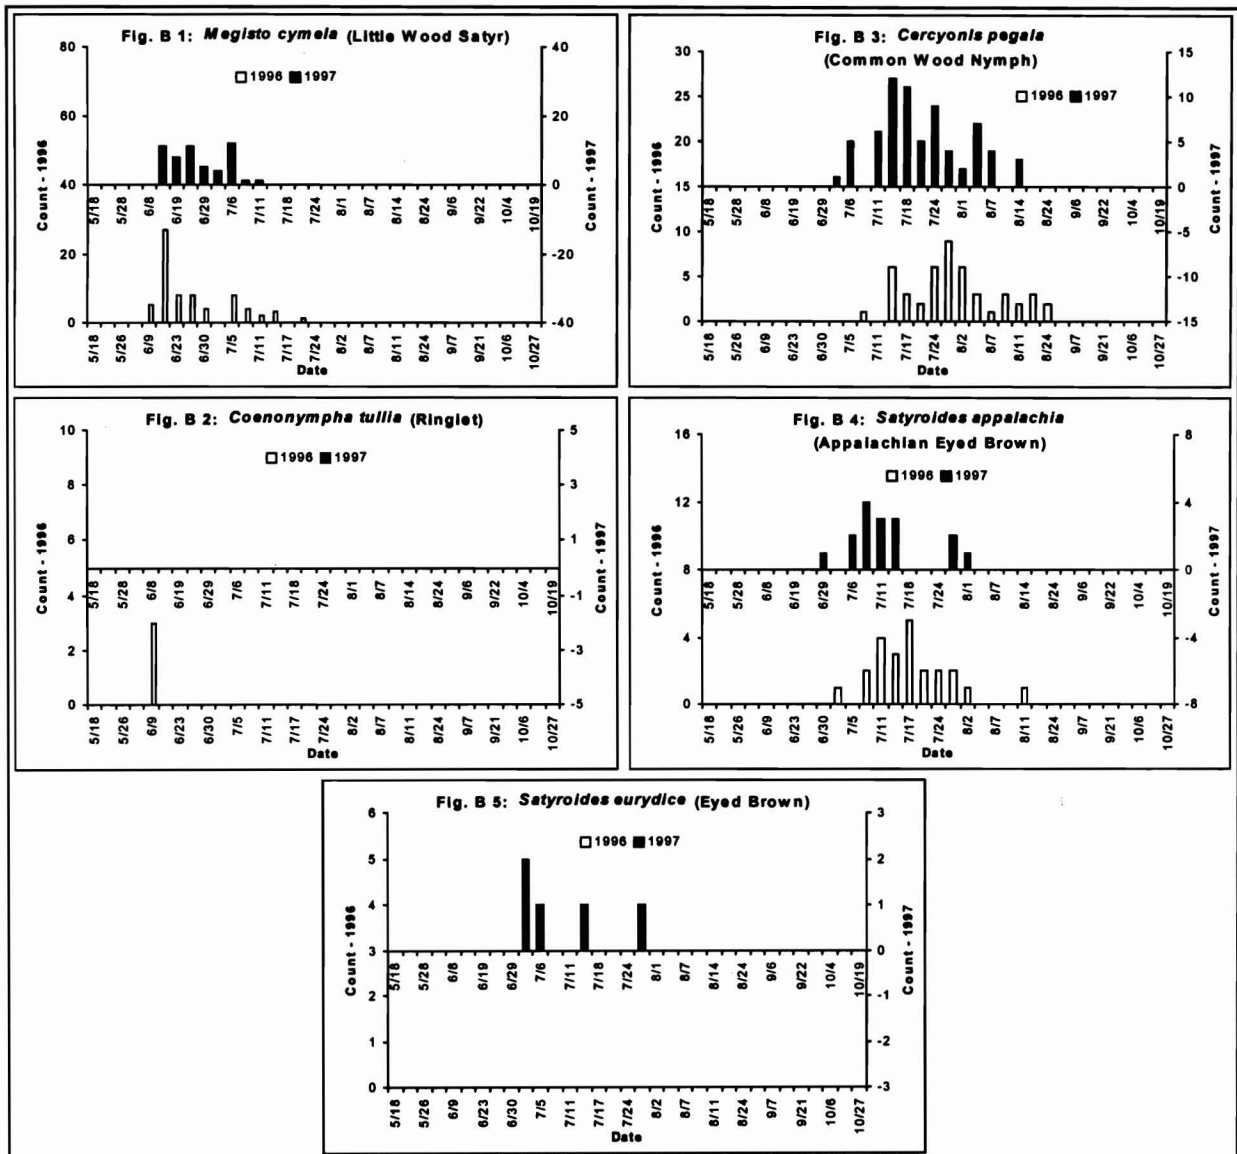 Fig. B 1: Megisto cymela (Little Wood Satyr)
1996 1997
80
60
40
20
0
Count - 1996
40
20
0
-20
-40
Count - 1997
5/18 5/28 6/8 6/19 6/29 7/6 7/11 7/18 7/24 8/1 8/7 8/14 8/24 9/6 9/22 10/4 10/19
5/18 5/26 6/9 6/23 6/30 7/5 7/11 7/17 7/24 8/2 8/7 8/11 8/24 9/7 9/21 10/6 10/27
Date
Fig. B 3: Cercyonis pegala
(Common Wood Nymph)
1996 1997
30
25
20
15
10
5
0
Count - 1996
15
10
5
0
-5
-10
-15
Count - 1997
5/18 5/28 6/8 6/19 6/29 7/6 7/11 7/18 7/24 8/1 8/7 8/14 8/24 9/6 9/22 10/4 10/19
5/18 5/26 6/9 6/23 6/30 7/5 7/11 7/17 7/24 8/2 8/7 8/11 8/24 9/7 9/21 10/6 10/27
Date
Fig. B 2: Coenonympha tullia (Ringlet)
1996 1997
10
8
6
4
2
0
Count - 1996
5
3
1
-1
-3
-5
Count - 1997
5/18 5/28 6/8 6/19 6/29 7/6 7/11 7/18 7/24 8/1 8/7 8/14 8/24 9/6 9/22 10/4 10/19
5/18 5/26 6/9 6/23 6/30 7/5 7/11 7/17 7/24 8/2 8/7 8/11 8/24 9/7 9/21 10/6 10/27
Date
Fig. B 4: Satyroides appalachia
(Appalachian Eyed Brown)
1996 1997
16
12
8
4
0
Count - 1996
8
4
0
-4
-8
Count - 1997
5/18 5/28 6/8 6/19 6/29 7/6 7/11 7/18 7/24 8/1 8/7 8/14 8/24 9/6 9/22 10/4 10/19
5/18 5/26 6/9 6/23 6/30 7/5 7/11 7/17 7/24 8/2 8/7 8/11 8/24 9/7 9/21 10/6 10/27
Date
Fig. B 5: Satyroides eurydice (Eyed Brown)
1996 1997
6
5
4
3
2
1
0
Count - 1996
3
2
1
0
-1
-2
-3
Count - 1997
5/18 5/28 6/8 6/19 6/29 7/6 7/11 7/18 7/24 8/1 8/7 8/14 8/24 9/6 9/22 10/4 10/19
5/18 5/26 6/9 6/23 6/30 7/5 7/11 7/17 7/24 8/2 8/7 8/11 8/24 9/7 9/21 10/6 10/27
Date